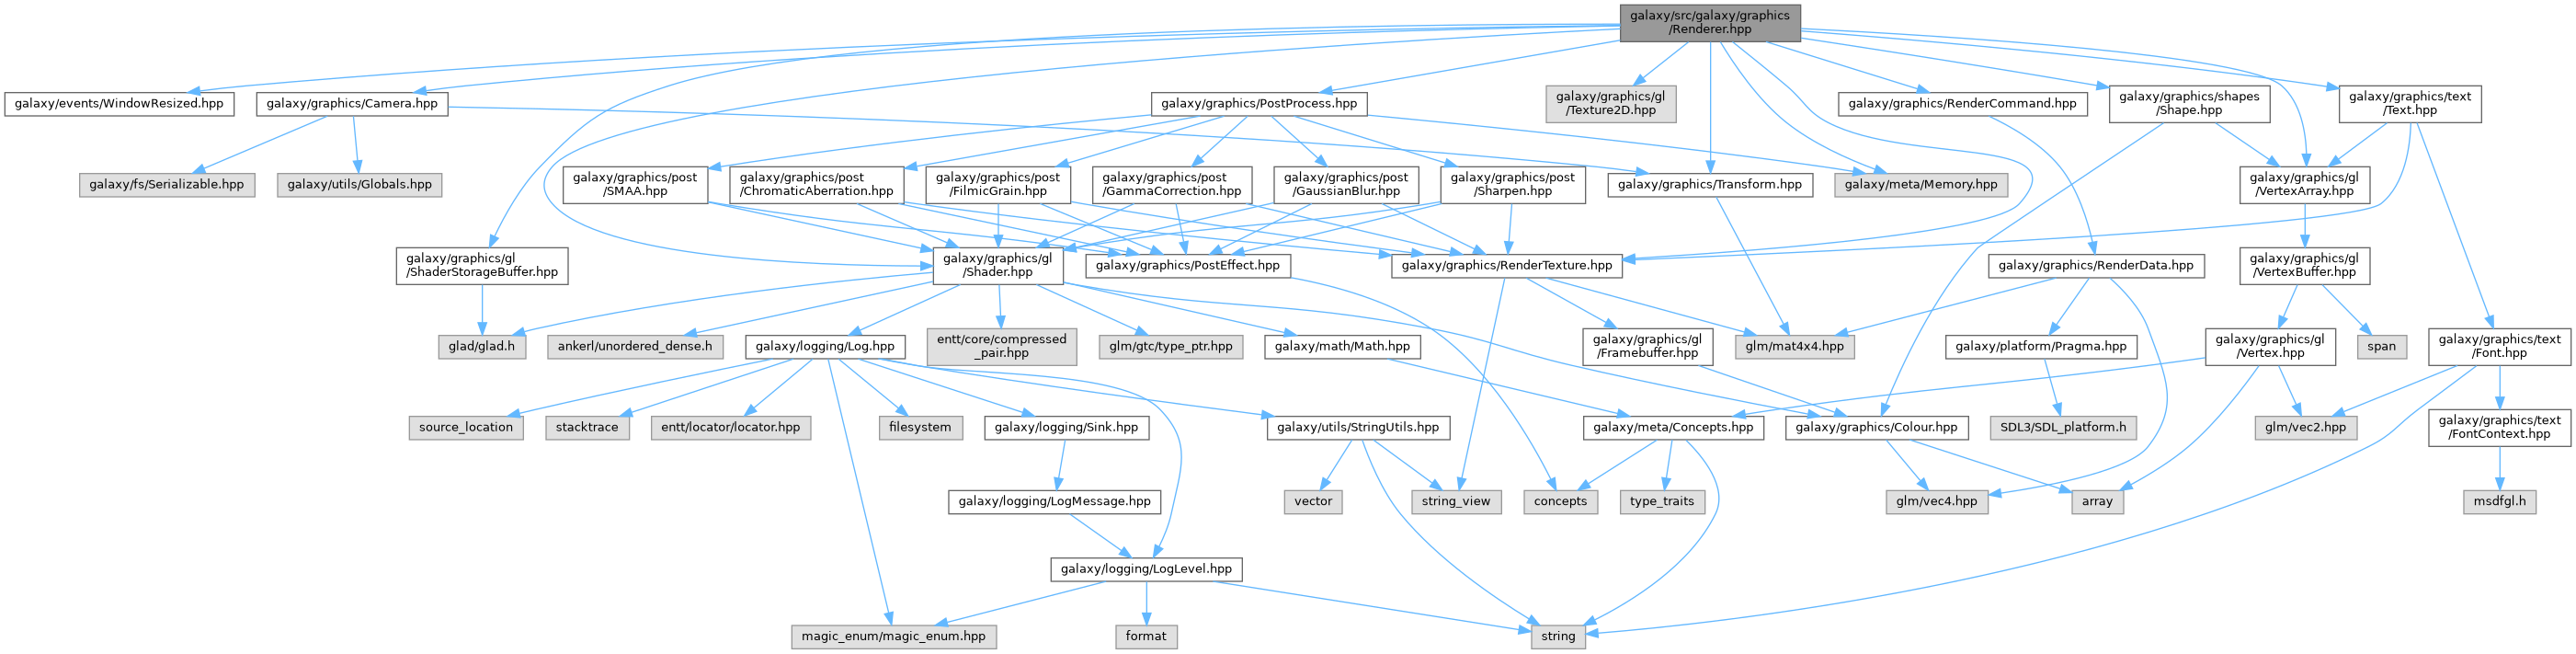 galaxy/src/galaxy/graphics
/Renderer.hpp
galaxy/events/WindowResized.hpp
galaxy/graphics/Camera.hpp
galaxy/graphics/PostProcess.hpp
galaxy/graphics/gl
/Texture2D.hpp
galaxy/graphics/RenderCommand.hpp
galaxy/graphics/shapes
/Shape.hpp
galaxy/graphics/text
/Text.hpp
galaxy/fs/Serializable.hpp
galaxy/utils/Globals.hpp
galaxy/graphics/post
/SMAA.hpp
galaxy/graphics/post
/ChromaticAberration.hpp
galaxy/graphics/post
/FilmicGrain.hpp
galaxy/graphics/post
/GammaCorrection.hpp
galaxy/graphics/post
/GaussianBlur.hpp
galaxy/graphics/post
/Sharpen.hpp
galaxy/graphics/Transform.hpp
galaxy/meta/Memory.hpp
galaxy/graphics/gl
/VertexArray.hpp
galaxy/graphics/gl
/ShaderStorageBuffer.hpp
galaxy/graphics/gl
/Shader.hpp
galaxy/graphics/PostEffect.hpp
galaxy/graphics/RenderTexture.hpp
galaxy/graphics/RenderData.hpp
galaxy/graphics/gl
/VertexBuffer.hpp
glad/glad.h
ankerl/unordered_dense.h
galaxy/logging/Log.hpp
entt/core/compressed
_pair.hpp
glm/gtc/type_ptr.hpp
galaxy/math/Math.hpp
galaxy/graphics/gl
/Framebuffer.hpp
glm/mat4x4.hpp
galaxy/platform/Pragma.hpp
galaxy/graphics/gl
/Vertex.hpp
span
galaxy/graphics/text
/Font.hpp
source_location
stacktrace
entt/locator/locator.hpp
filesystem
galaxy/logging/Sink.hpp
galaxy/utils/StringUtils.hpp
galaxy/meta/Concepts.hpp
galaxy/graphics/Colour.hpp
SDL3/SDL_platform.h
glm/vec2.hpp
galaxy/graphics/text
/FontContext.hpp
galaxy/logging/LogMessage.hpp
vector
string_view
concepts
type_traits
glm/vec4.hpp
array
msdfgl.h
galaxy/logging/LogLevel.hpp
magic_enum/magic_enum.hpp
format
string